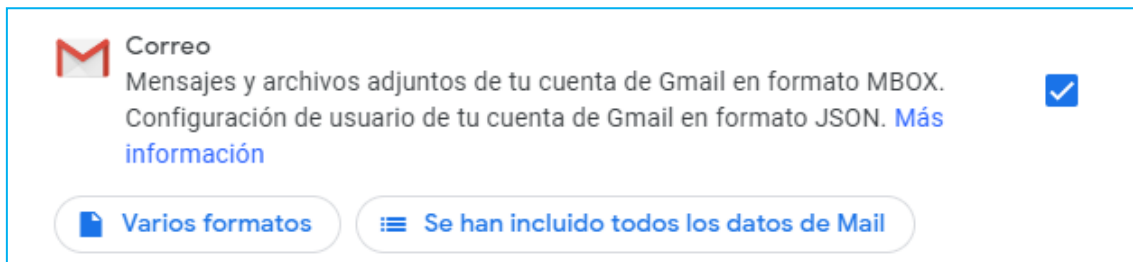 Correo
Mensajes y archivos adjuntos de tu cuenta de Gmail en formato MBOX.
Configuración de usuario de tu cuenta de Gmail en formato JSON. Más
información
Varios formatos
Se han incluido todos los datos de Mail